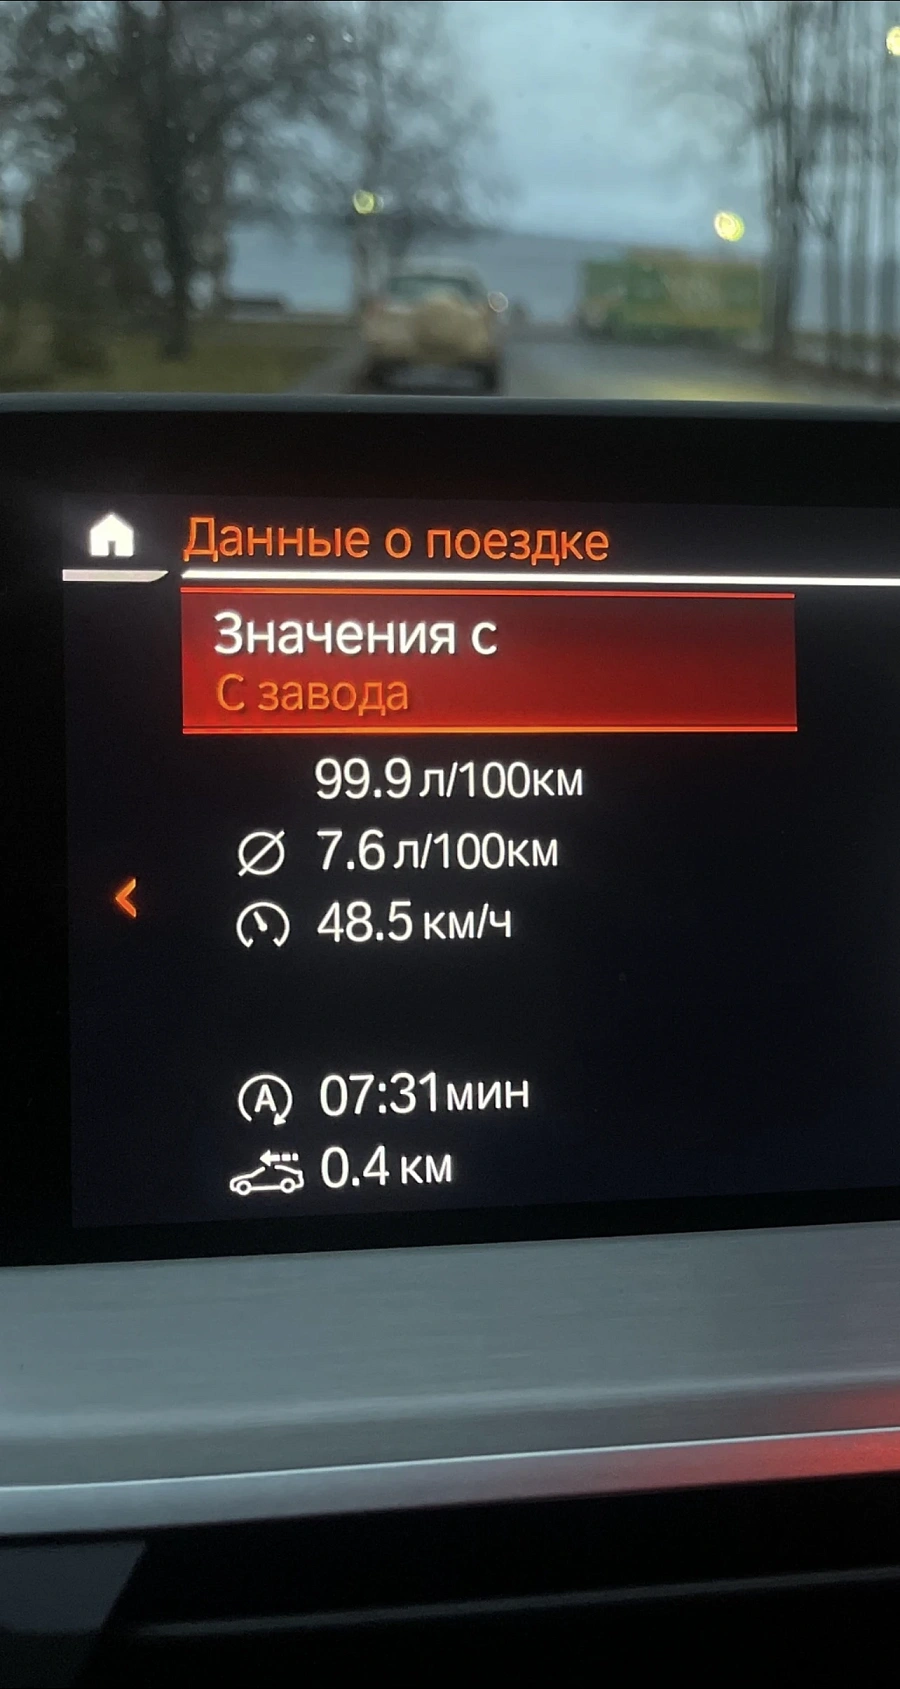 Данные о поездке
Значения с
С завода
99.9 л/100км
7.6 л/100км
48.5 км/ч
A 07:31мин
0.4 км